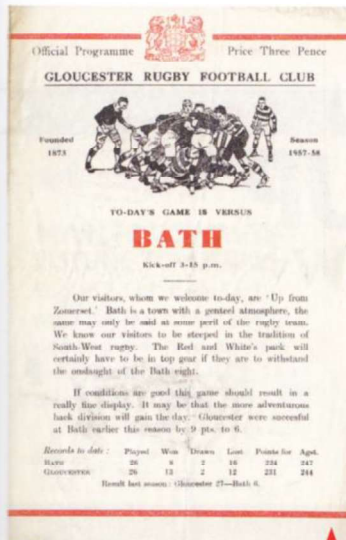 Official Programme Price Three Pence
GLOUCESTER RUGBY FOOTBALL CLUB
Founded Season
1873 1957-58
TO-DAY'S GAME IS VERSUS
BATH
Kick-off 3-15 p.m.
Our visitors, whom we welcome to-day, are 'Up from
Zomerset.' Bath is a town with a genteel atmosphere, the
same may only be said at some peril of the rugby team.
We know our visitors to be steeped in the tradition of
South-West rugby. The Red and White's pack will
certainly have to be in top gear if they are to withstand
the onslaught of the Bath eight.
If conditions are good this game should result in a
really fine display. It may be that the more adventurous
back division will gain the day. Gloucester were succesful
at Bath earlier this season by 9 pts. to 6.
Records to date : Played Won Drawn Lost Points for Agst.
BATH 26 8 2 16 224 247
GLOUCESTER 26 12 2 12 231 244
Result last season : Gloucester 27—Bath 6.